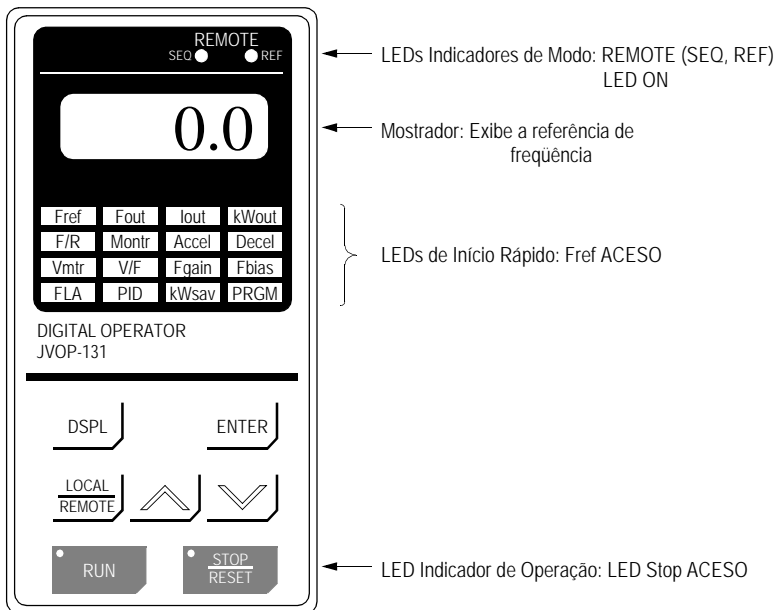 REMOTE
SEQ REF
LEDs Indicadores de Modo: REMOTE (SEQ, REF)
LED ON
0.0
Mostrador: Exibe a referência de
freqüência
Fref Fout Iout kWout
F/R Montr Accel Decel
Vmtr V/F Fgain Fbias
FLA PID kWsav PRGM
LEDs de Início Rápido: Fref ACESO
DIGITAL OPERATOR
JVOP-131
DSPL ENTER
LOCAL
REMOTE
RUN
STOP
RESET
LED Indicador de Operação: LED Stop ACESO